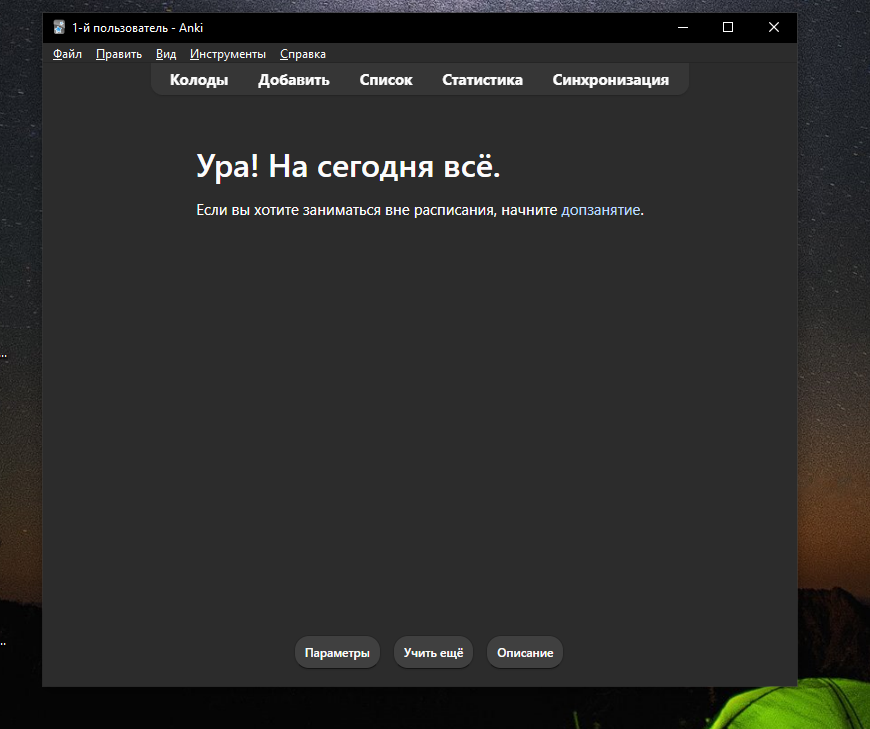 1-й пользователь - Anki
Файл Править Вид Инструменты Справка
Колоды Добавить Список Статистика Синхронизация
Ура! На сегодня всё.
Если вы хотите заниматься вне расписания, начните допзанятие.
...
..
Параметры Учить ещё Описание